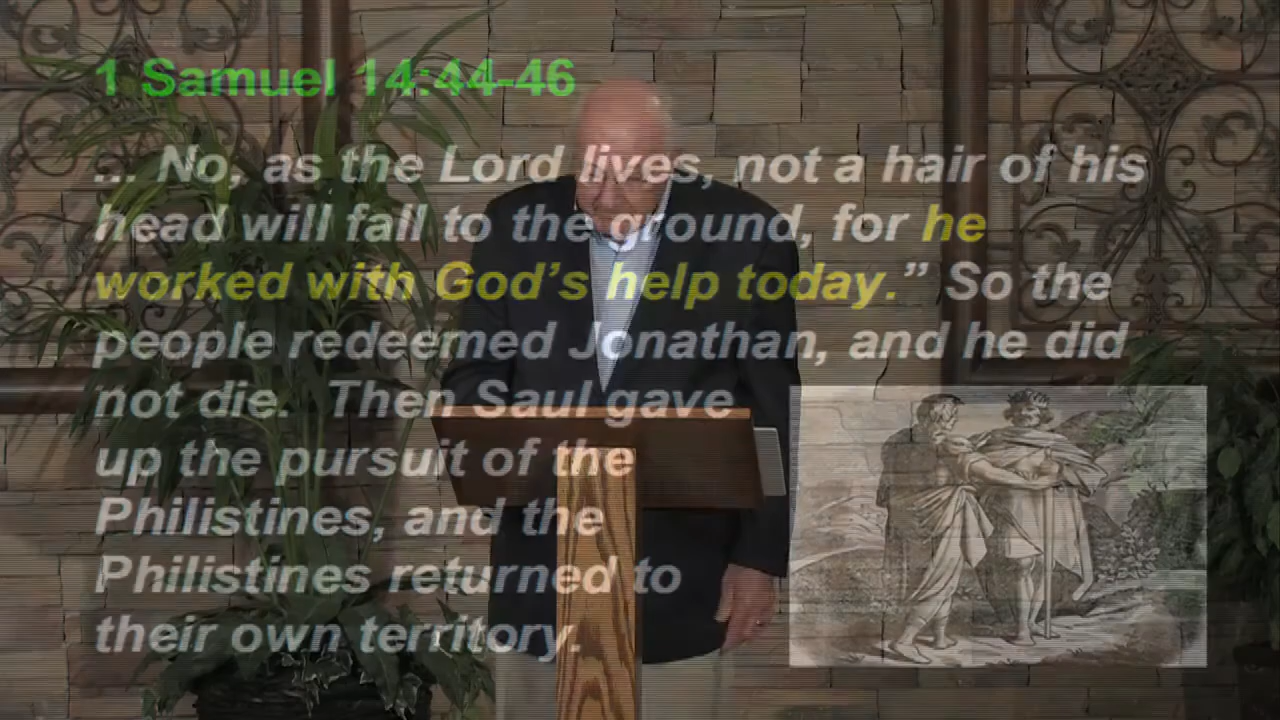 1 Samuel 14:44-46
... No, as the Lord lives, not a hair of his
head will fall to the ground, for he
worked with God’s help today.” So the
people redeemed Jonathan, and he did
not die. Then Saul gave
up the pursuit of the
Philistines, and the
Philistines returned to
their own territory.